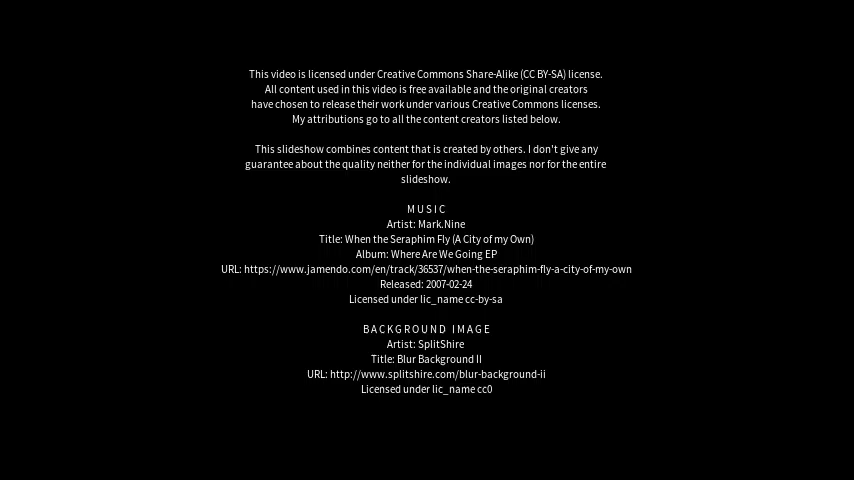 This video is licensed under Creative Commons Share-Alike (CC BY-SA) license.
All content used in this video is free available and the original creators
have chosen to release their work under various Creative Commons licenses.
My attributions go to all the content creators listed below.
This slideshow combines content that is created by others. I don't give any
guarantee about the quality neither for the individual images nor for the entire
slideshow.
MUSIC
Artist: Mark.Nine
Title: When the Seraphim Fly (A City of my Own)
Album: Where Are We Going EP
URL: https://www.jamendo.com/en/track/36537/when-the-seraphim-fly-a-city-of-my-own
Released: 2007-02-24
Licensed under lic_name cc-by-sa
BACKGROUND IMAGE
Artist: SplitShire
Title: Blur Background II
URL: http://www.splitshire.com/blur-background-ii
Licensed under lic_name cc0